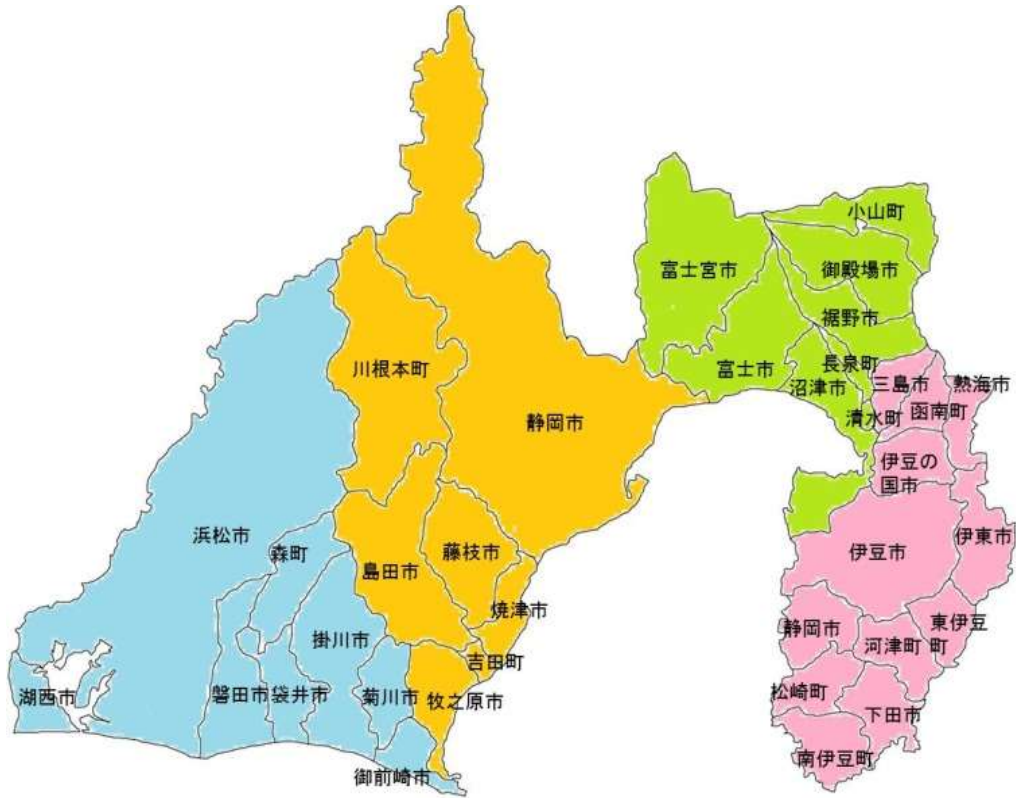 小山町
富士宮市
御殿場市
裾野市
川根本町
富士市
長泉町
沼津市
三島市
熱海市
静岡市
清水町
函南町
伊豆の
国市
浜松市
森町
島田市
藤枝市
伊豆市
伊東市
焼津市
掛川市
静岡市
河津町
東伊豆
町
吉田町
湖西市
磐田市
袋井市
菊川市
牧之原市
松崎町
下田市
御前崎市
南伊豆町